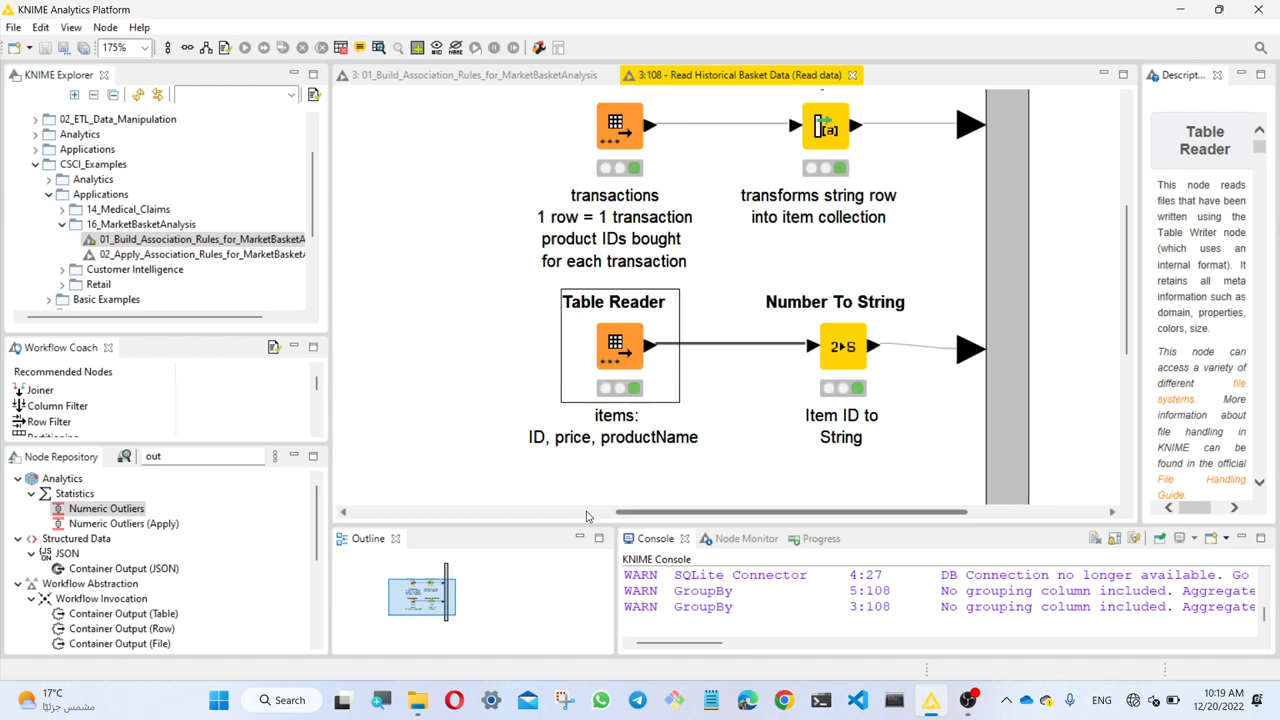 KNIME Analytics Platform
File Edit View Node Help
175%
KNIME Explorer
3: 01_Build_Association_Rules_for_MarketBasketAnalysis
3:108 - Read Historical Basket Data (Read data)
Descript...
02_ETL_Data_Manipulation
Analytics
Applications
CSCI_Examples
Analytics
Applications
14_Medical_Claims
16_MarketBasketAnalysis
01_Build_Association_Rules_for_MarketBasketA
02_Apply_Association_Rules_for_MarketBasket
Customer Intelligence
Retail
Basic Examples
Workflow Coach
Recommended Nodes
Joiner
Column Filter
Row Filter
Node Repository
out
Analytics
Statistics
Numeric Outliers
Numeric Outliers (Apply)
Structured Data
JSON
Container Output (JSON)
Workflow Abstraction
Workflow Invocation
Container Output (Table)
Container Output (Row)
Container Output (File)
[a]
transactions
1 row = 1 transaction
product IDs bought
for each transaction
transforms string row
into item collection
Table Reader
Number To String
2▸S
items:
ID, price, productName
Item ID to
String
Table
Reader
This node reads
files that have been
written using the
Table Writer node
(which uses an
internal format). It
retains all meta
information such as
domain, properties,
colors, size.
This node can
access a variety of
different file
systems. More
information about
file handling in
KNIME can be
found in the official
File Handling
Guide.
Outline
Console
Node Monitor
Progress
KNIME Console
WARN SQLite Connector 4:27 DB Connection no longer available. Go
WARN GroupBy 5:108 No grouping column included. Aggregate
WARN GroupBy 3:108 No grouping column included. Aggregate
17°C
مشمس جزئيًا
Search
ENG
10:19 AM
12/20/2022